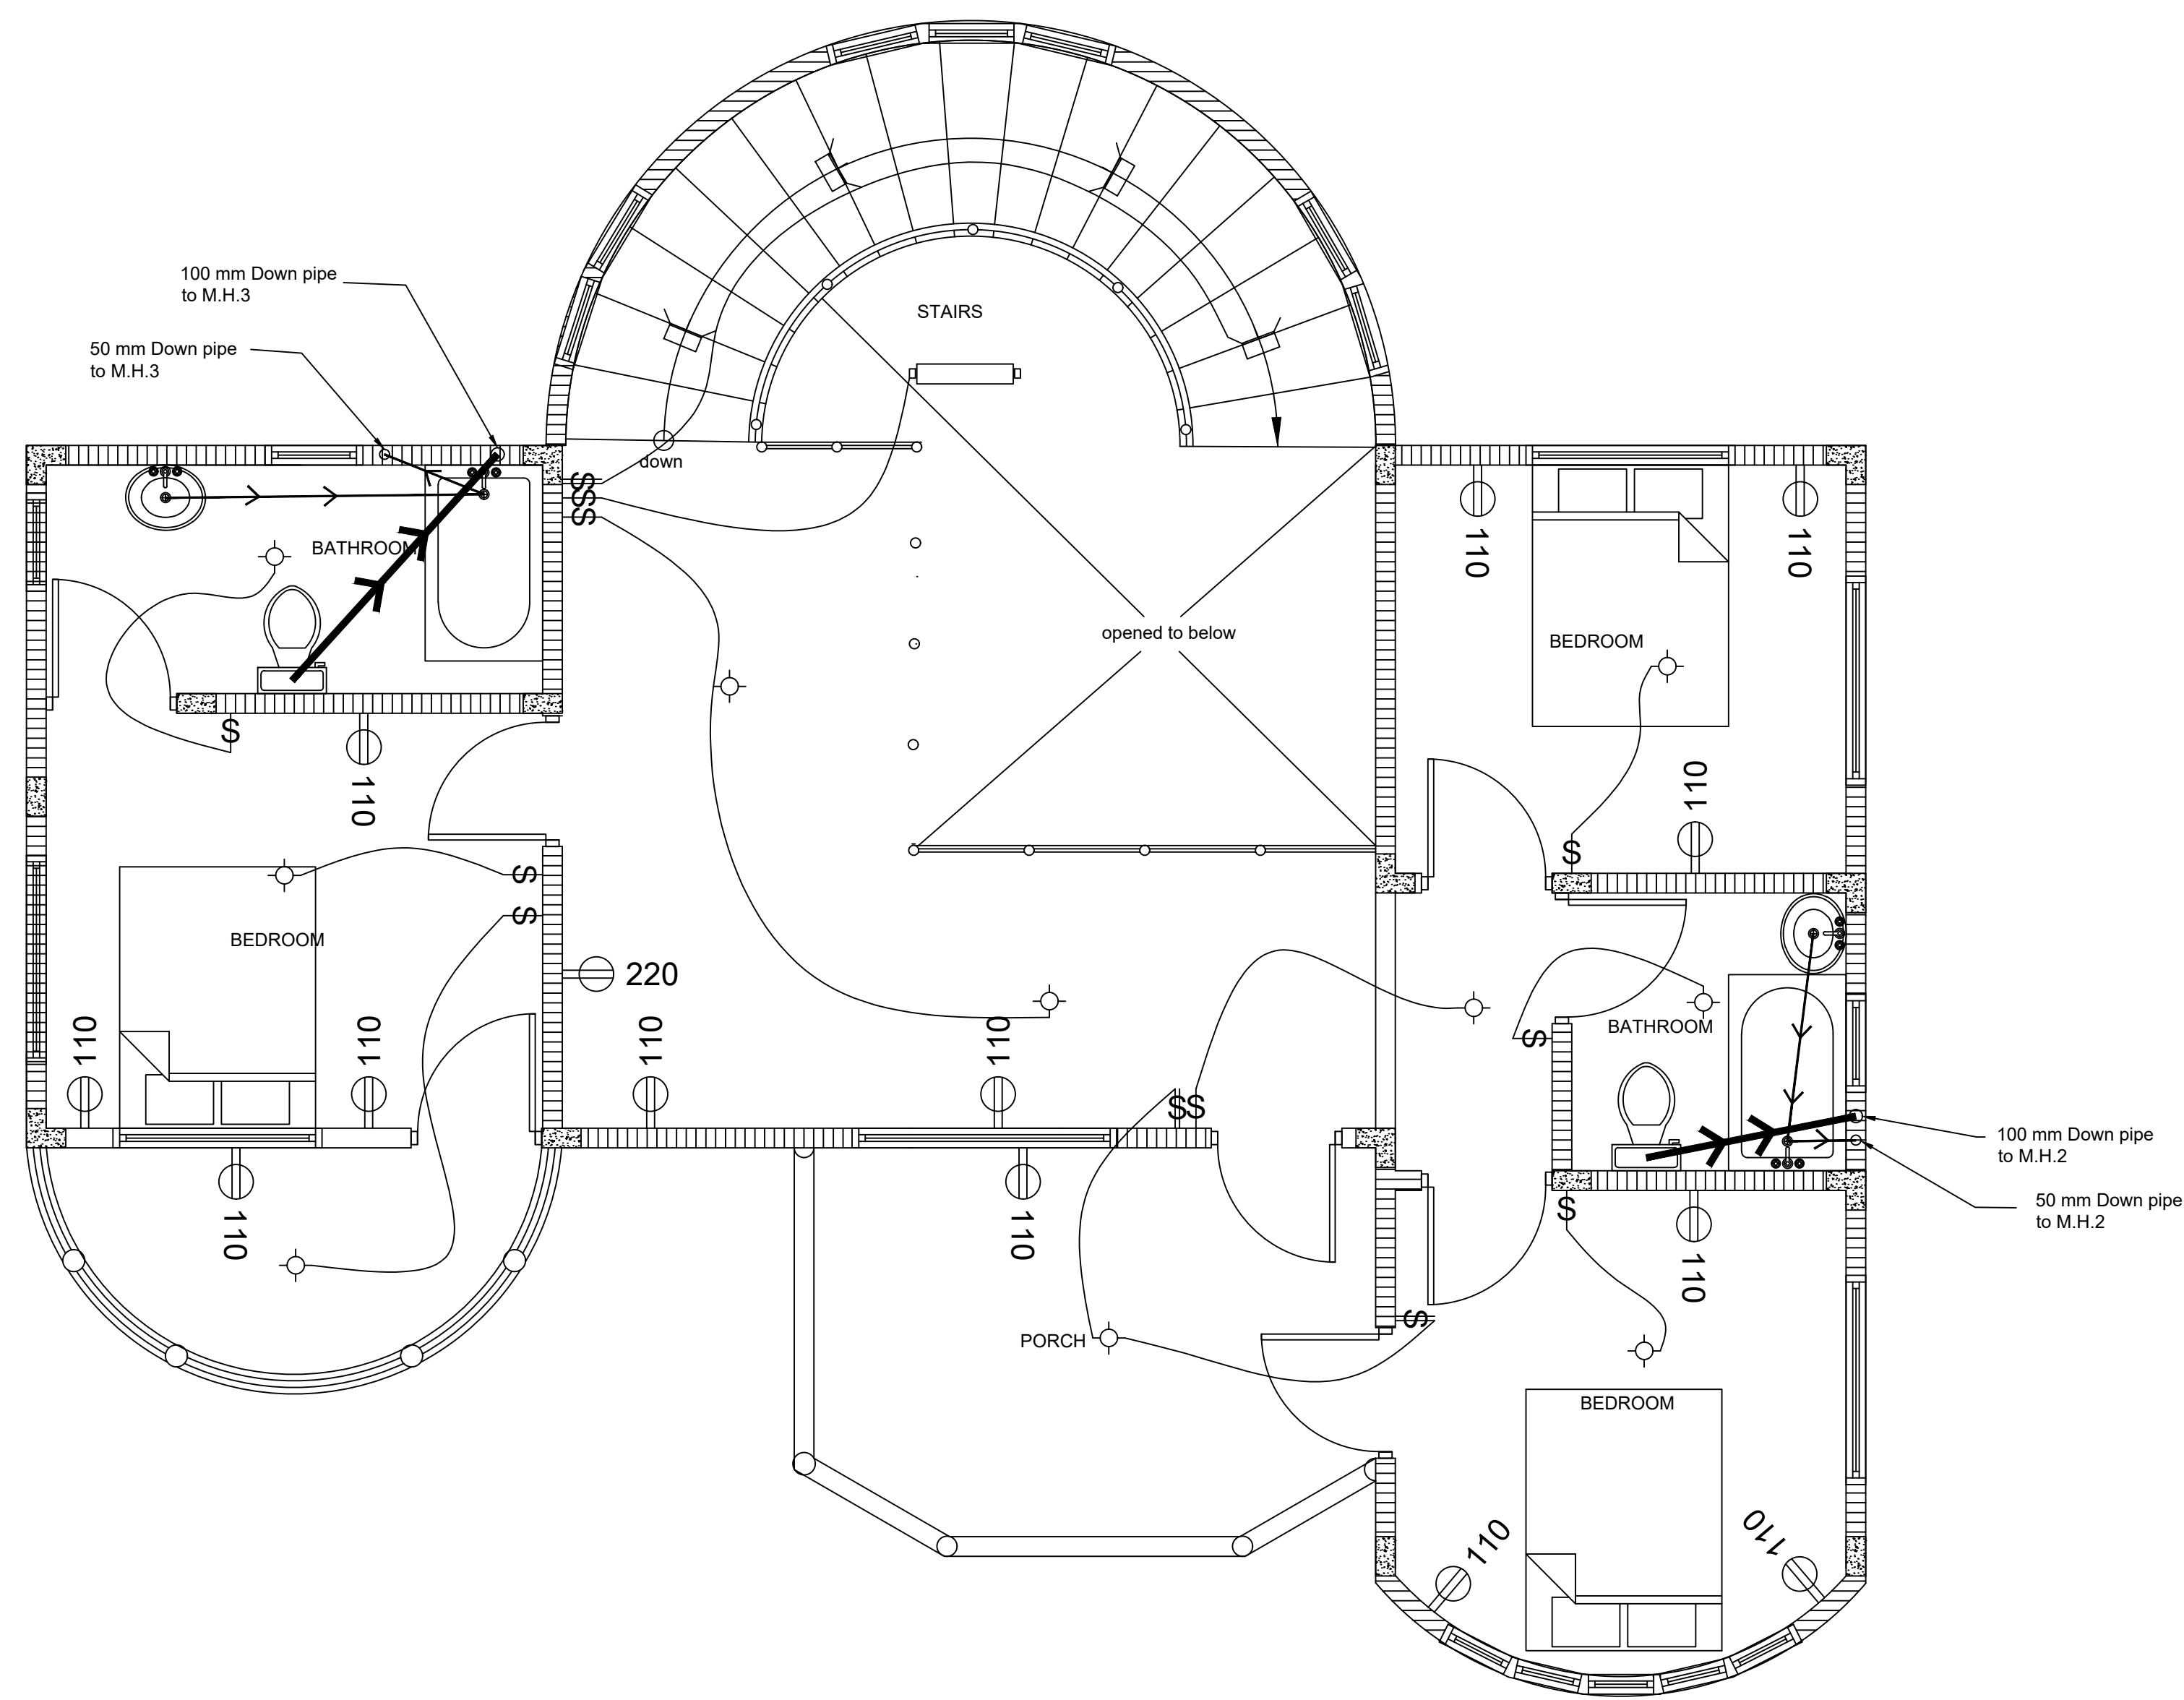 100 mm Down pipe
to M.H.3
50 mm Down pipe
to M.H.3
STAIRS
down
S
S
S
BATHROOM
110
110
opened to below
BEDROOM
S
110
110
S
S
S
BEDROOM
220
110
110
110
110
110
S
BATHROOM
SS
100 mm Down pipe
to M.H.2
50 mm Down pipe
to M.H.2
S
110
110
110
S
PORCH
BEDROOM
110
110